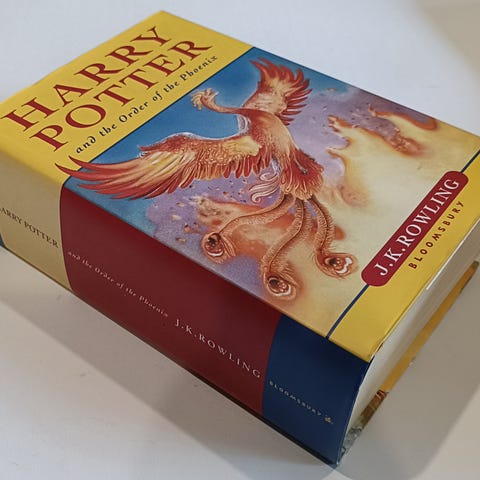 HARRY
POTTER
and the Order of the Phoenix
J.K.ROWLING
BLOOMSBURY
HARRY POTTER
and the Order of the Phoenix
J.K.ROWLING
BLOOMSBURY